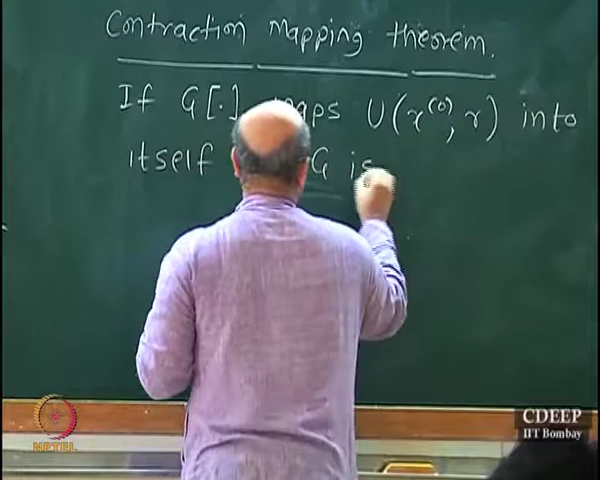 Contraction Mapping theorem.
If G[.] maps U(x^(0), r) into
itself G is
NPTEL
CDEEP
IIT Bombay